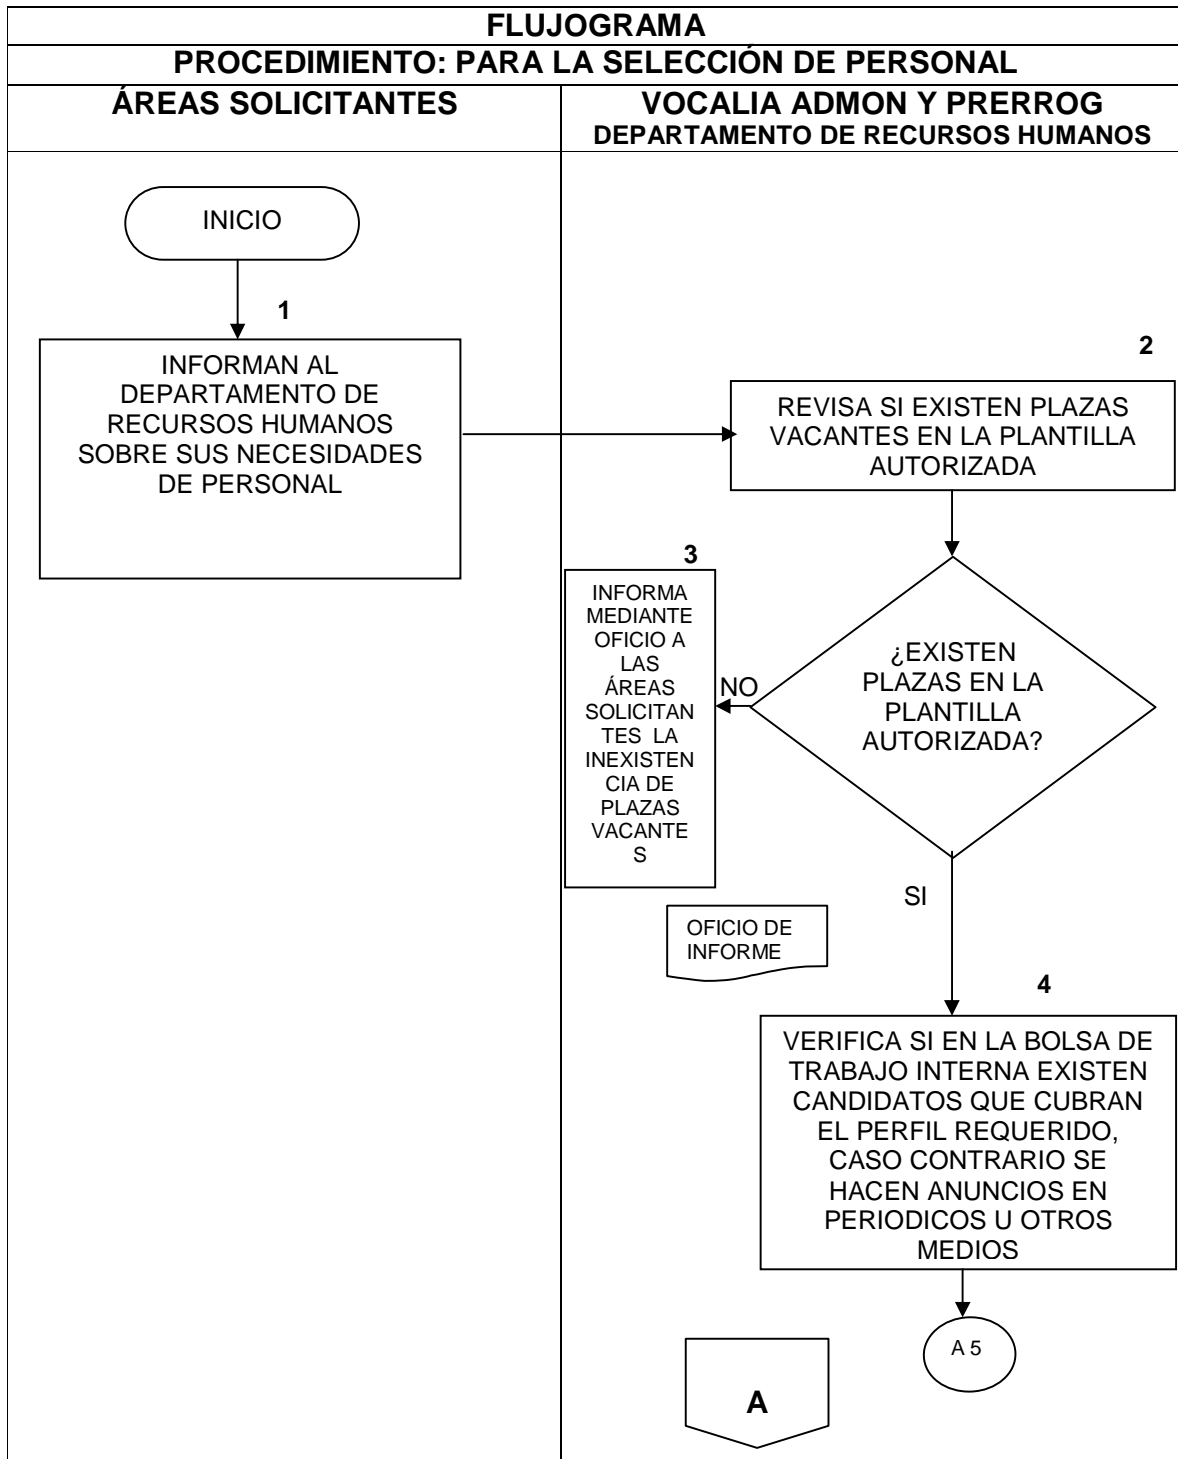 FLUJOGRAMA
PROCEDIMIENTO: PARA LA SELECCIÓN DE PERSONAL
ÁREAS SOLICITANTES
VOCALIA ADMON Y PRERROG
DEPARTAMENTO DE RECURSOS HUMANOS
INICIO
1
INFORMAN AL
DEPARTAMENTO DE
RECURSOS HUMANOS
SOBRE SUS NECESIDADES
DE PERSONAL
2
REVISA SI EXISTEN PLAZAS
VACANTES EN LA PLANTILLA
AUTORIZADA
3
INFORMA
MEDIANTE
OFICIO A
LAS
ÁREAS
SOLICITAN
TES LA
INEXISTEN
CIA DE
PLAZAS
VACANTE
S
NO
¿EXISTEN
PLAZAS EN LA
PLANTILLA
AUTORIZADA?
SI
OFICIO DE
INFORME
4
VERIFICA SI EN LA BOLSA DE
TRABAJO INTERNA EXISTEN
CANDIDATOS QUE CUBRAN
EL PERFIL REQUERIDO,
CASO CONTRARIO SE
HACEN ANUNCIOS EN
PERIODICOS U OTROS
MEDIOS
A 5
A